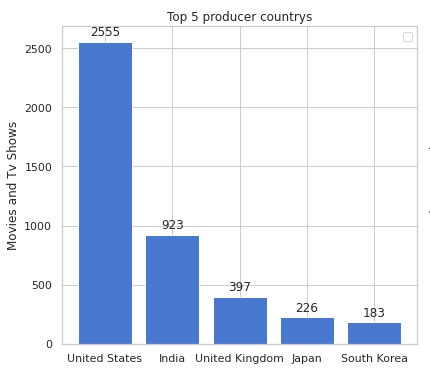 Top 5 producer countrys
Movies and Tv Shows
2500
2000
1500
1000
500
0
2555
923
397
226
183
United States
India
United Kingdom
Japan
South Korea